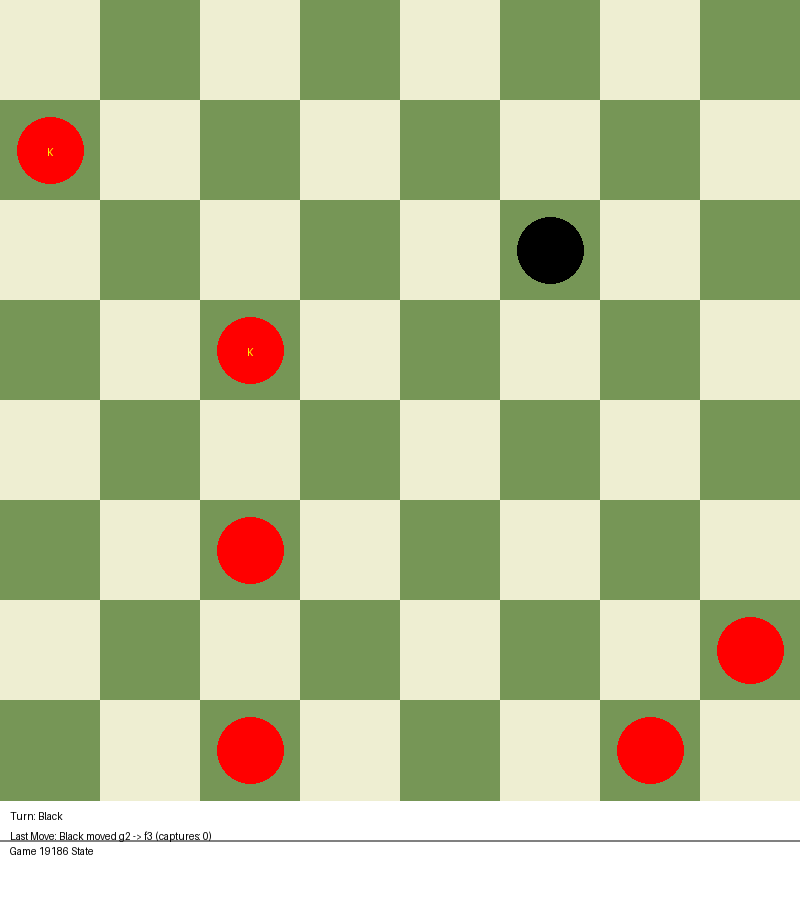 K
K
Turn: Black
Last Move: Black moved g2 -> f3 (captures: 0)
Game 19186 State